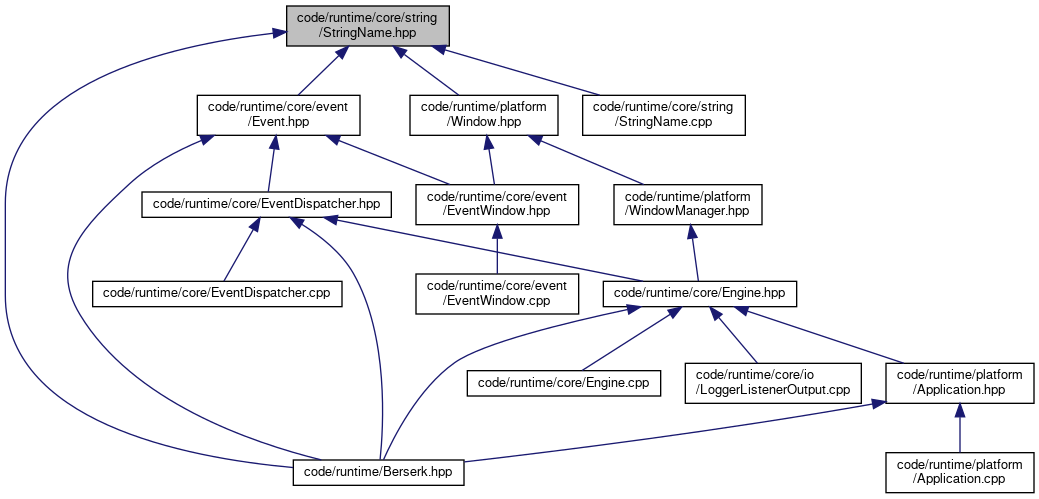 code/runtime/core/string
/StringName.hpp
code/runtime/core/event
/Event.hpp
code/runtime/platform
/Window.hpp
code/runtime/core/string
/StringName.cpp
code/runtime/core/EventDispatcher.hpp
code/runtime/core/event
/EventWindow.hpp
code/runtime/platform
/WindowManager.hpp
code/runtime/core/EventDispatcher.cpp
code/runtime/core/event
/EventWindow.cpp
code/runtime/core/Engine.hpp
code/runtime/core/Engine.cpp
code/runtime/core/io
/LoggerListenerOutput.cpp
code/runtime/platform
/Application.hpp
code/runtime/Berserk.hpp
code/runtime/platform
/Application.cpp